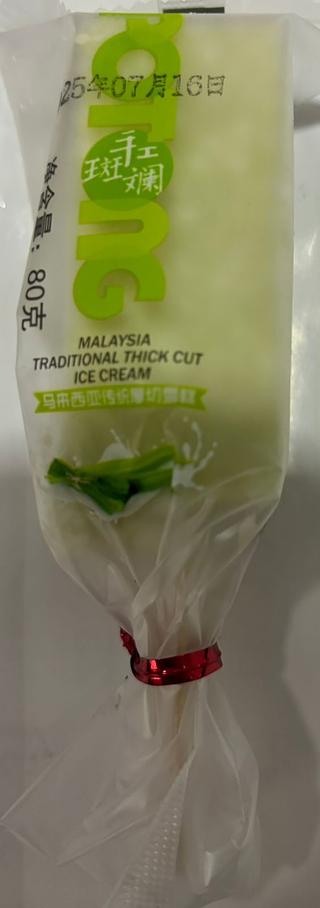 25年07月16日
POTONG
手工
斑斓
净含量：80克
MALAYSIA
TRADITIONAL THICK CUT
ICE CREAM
马来西亚传统厚切雪糕